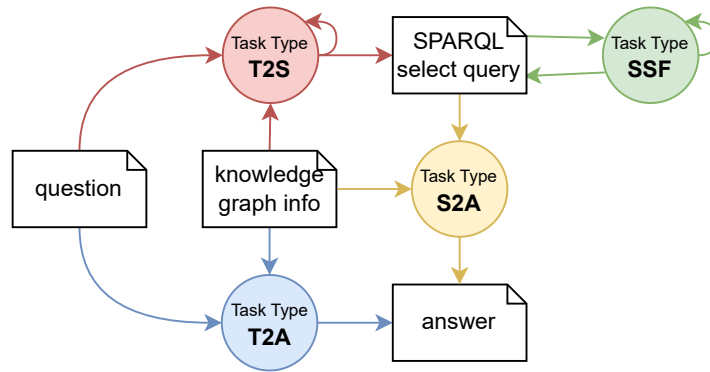 Task Type
T2S
SPARQL
select query
Task Type
SSF
question
knowledge
graph info
Task Type
S2A
Task Type
T2A
answer